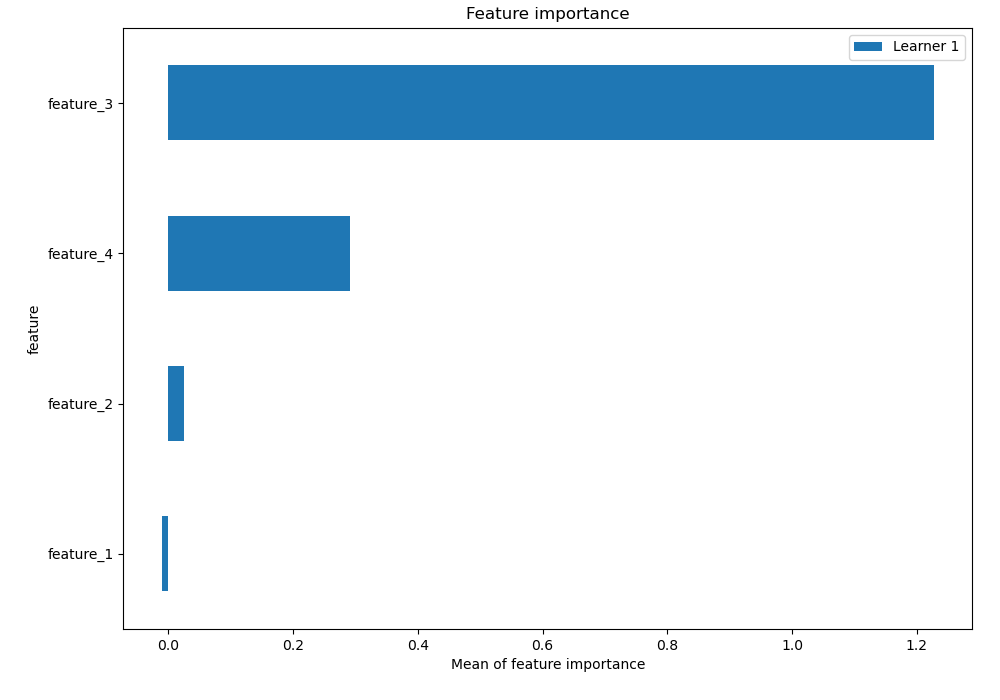 Feature importance
Learner 1
feature_3
feature_4
feature_2
feature_1
feature
0.0 0.2 0.4 0.6 0.8 1.0 1.2
Mean of feature importance